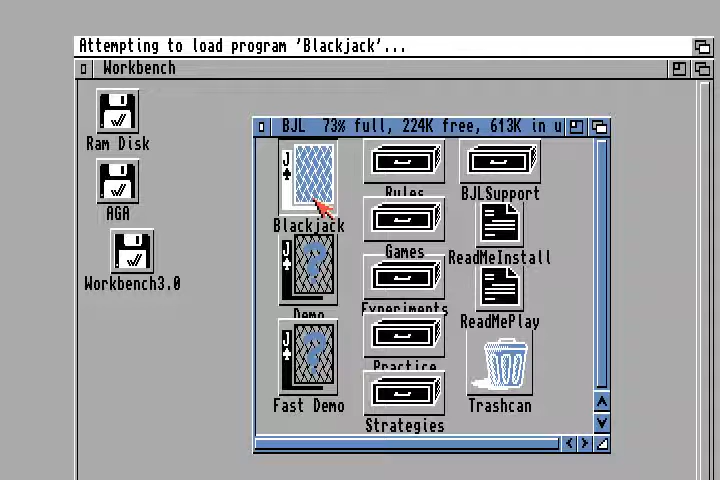 Attempting to load program 'Blackjack'...
Workbench
Ram Disk
AGA
Workbench3.0
BJL 73% full, 224K free, 613K in u
J
Blackjack
J
Demo
J
Fast Demo
Rules
Games
Experiments
Practice
Strategies
BJLSupport
ReadMeInstall
ReadMePlay
Trashcan